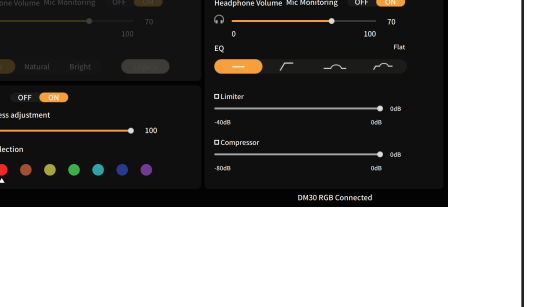 one Volume Mic Monitoring OFF ON
70
100
Natural Bright
OFF ON
ess adjustment
100
lection
Headphone Volume Mic Monitoring OFF ON
70
0 100
EQ Flat
Limiter
0dB
-40dB 0dB
Compressor
0dB
-80dB 0dB
DM30 RGB Connected